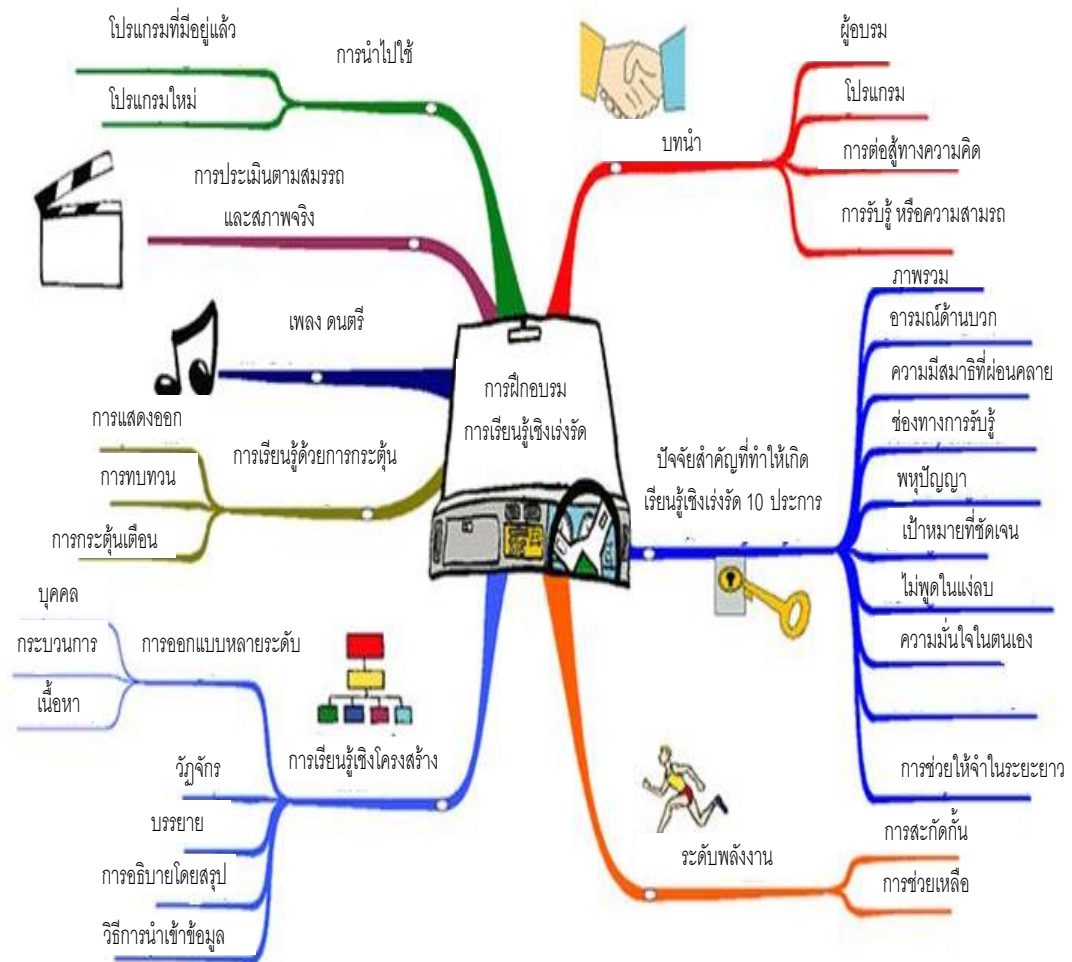 การฝึกอบรม
การเรียนรู้เชิงเร่งรัด
บทนำ
ผู้อบรม
โปรแกรม
การต่อสู้ทางความคิด
การรับรู้ หรือความสามรถ
ปัจจัยสำคัญที่ทำให้เกิด
เรียนรู้เชิงเร่งรัด 10 ประการ
ภาพรวม
อารมณ์ด้านบวก
ความมีสมาธิที่ผ่อนคลาย
ช่องทางการรับรู้
พหุปัญญา
เป้าหมายที่ชัดเจน
ไม่พูดในแง่ลบ
ความมั่นใจในตนเอง
การช่วยให้จำในระยะยาว
ระดับพลังงาน
การสะกัดกั้น
การช่วยเหลือ
การเรียนรู้เชิงโครงสร้าง
การออกแบบหลายระดับ
บุคคล
กระบวนการ
เนื้อหา
วัฏจักร
บรรยาย
การอธิบายโดยสรุป
วิธีการนำเข้าข้อมูล
การเรียนรู้ด้วยการกระตุ้น
การแสดงออก
การทบทวน
การกระตุ้นเตือน
เพลง ดนตรี
การประเมินตามสมรรถ
และสภาพจริง
การนำไปใช้
โปรแกรมที่มีอยู่แล้ว
โปรแกรมใหม่